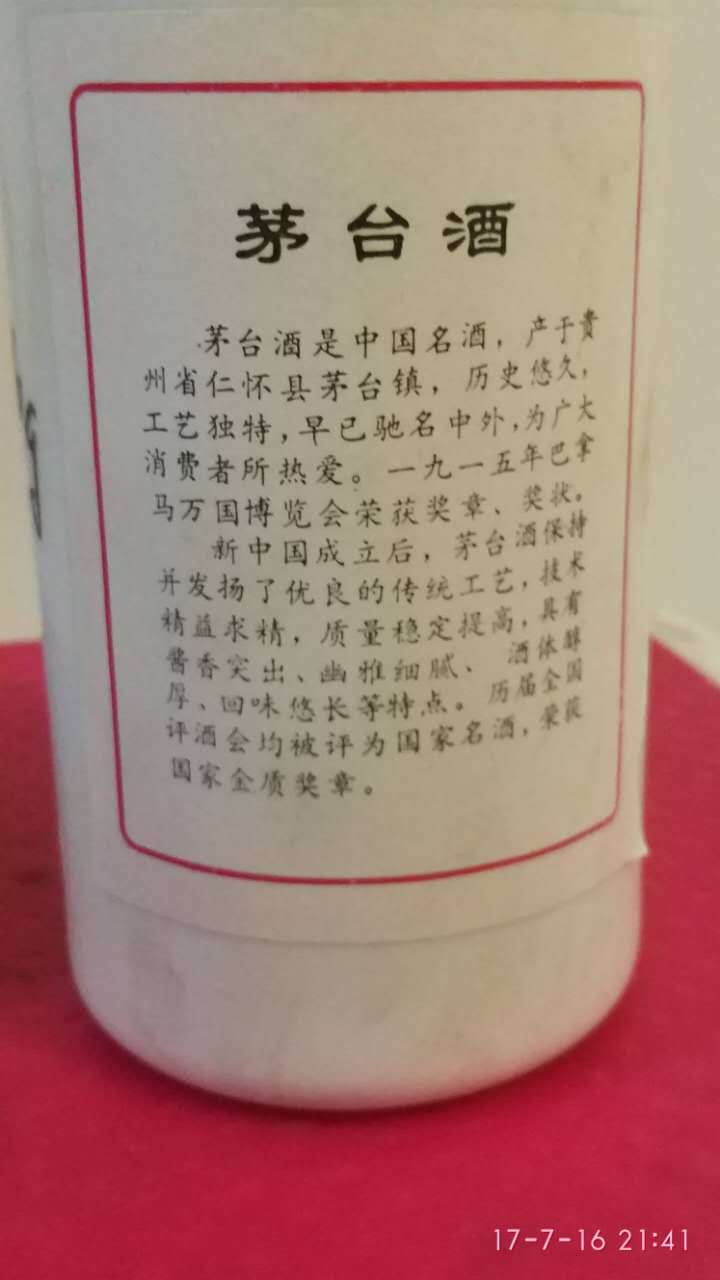 茅台酒
茅台酒是中国名酒，产于贵
州省仁怀县茅台镇，历史悠久，
工艺独特，早已驰名中外，为广大
消费者所热爱。一九一五年巴拿
马万国博览会荣获奖章、奖状。
新中国成立后，茅台酒保持
并发扬了优良的传统工艺，技术
精益求精，质量稳定提高，具有
酱香突出、幽雅细腻、酒体醇
厚、回味悠长等特点。历届全国
评酒会均被评为国家名酒，荣获
国家金质奖章。
17-7-16 21:41